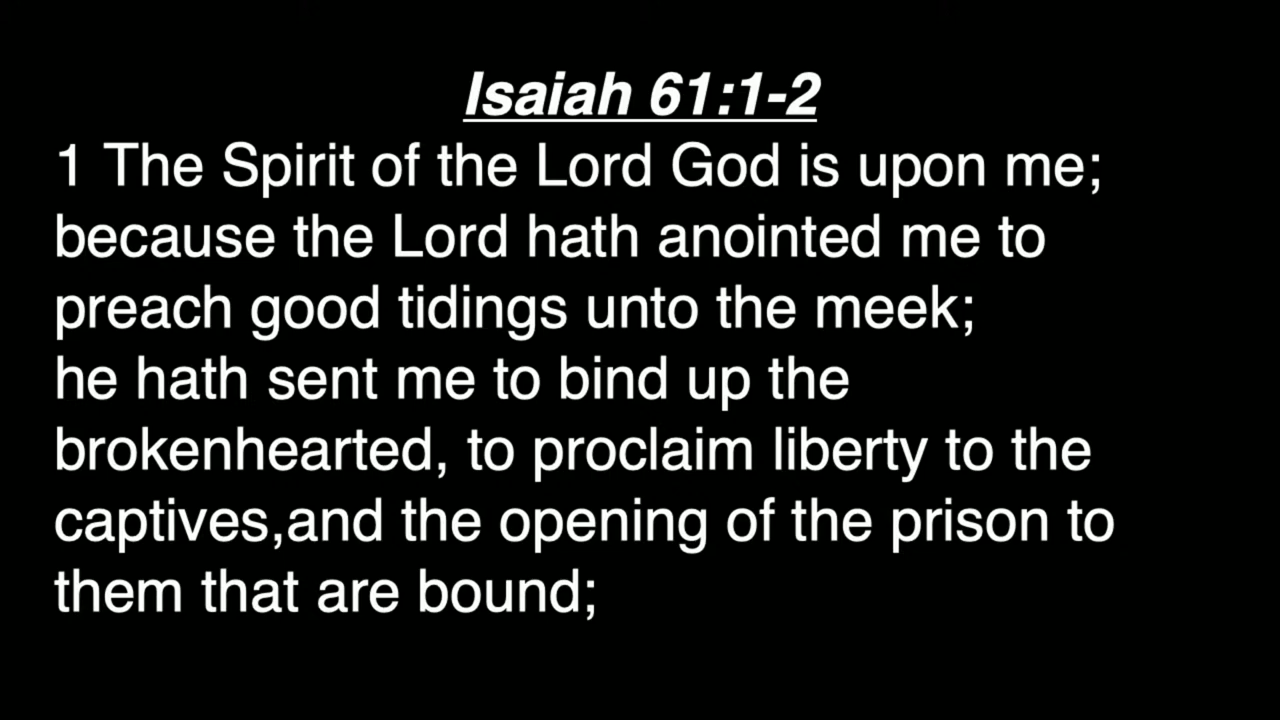 Isaiah 61:1-2
1 The Spirit of the Lord God is upon me;
because the Lord hath anointed me to
preach good tidings unto the meek;
he hath sent me to bind up the
brokenhearted, to proclaim liberty to the
captives,and the opening of the prison to
them that are bound;